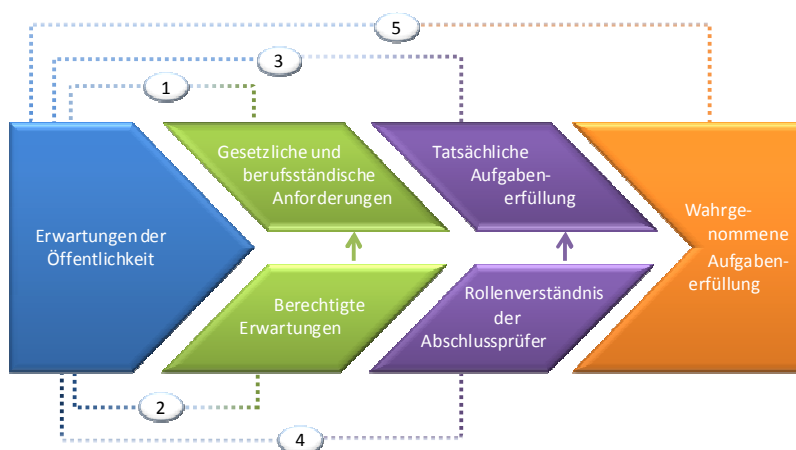 5
3
1
Gesetzliche und
berufsständische
Anforderungen
Tatsächliche
Aufgaben-
erfüllung
Erwartungen der
Öffentlichkeit
Wahrge-
nommene
Aufgaben-
erfüllung
Berechtigte
Erwartungen
Rollenverständnis
der
Abschlussprüfer
2
4